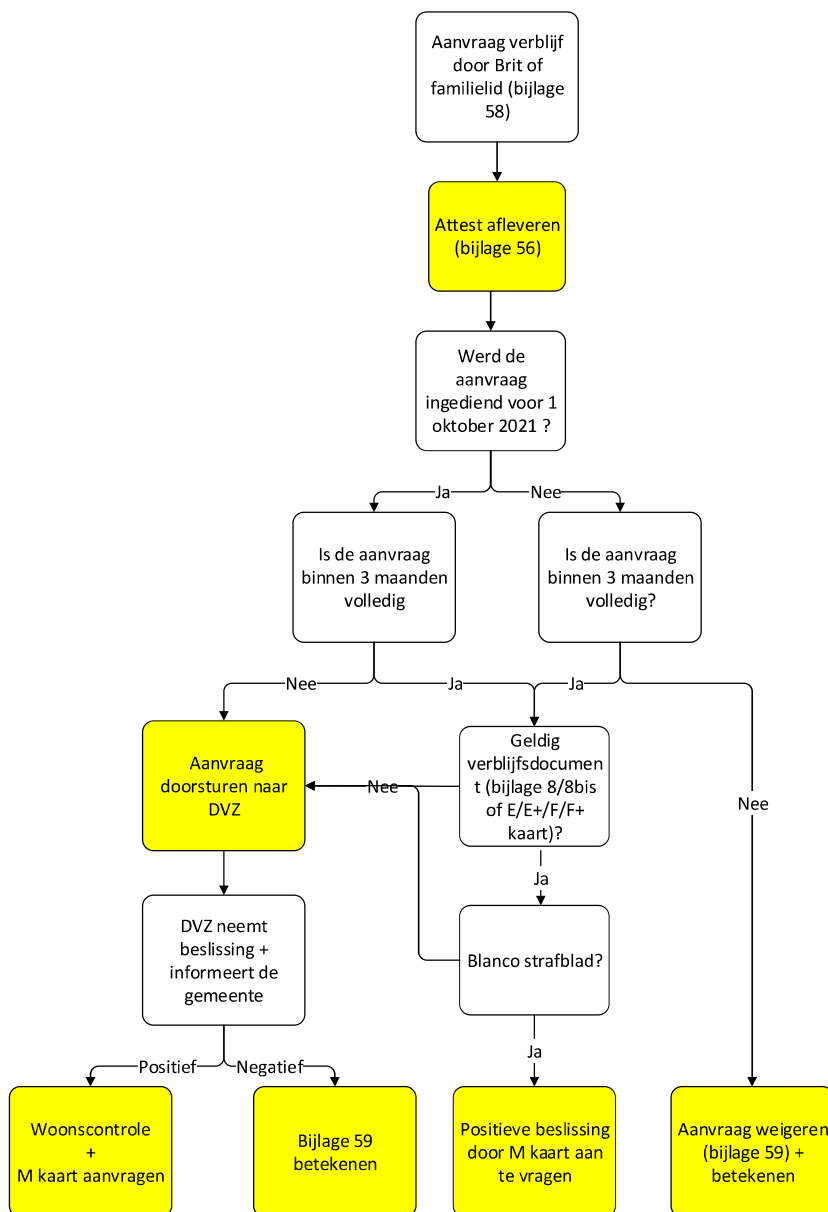 Aanvraag verblijf
door Brit of
familielid (bijlage
58)
Attest afleveren
(bijlage 56)
Werd de
aanvraag
ingediend voor 1
oktober 2021 ?
Ja
Nee
Is de aanvraag
binnen 3 maanden
volledig
Is de aanvraag
binnen 3 maanden
volledig?
Nee
Ja
Ja
Nee
Aanvraag
doorsturen naar
DVZ
Nee
Geldig
verblijfsdocumen
t (bijlage 8/8bis
of E/E+/F/F+
kaart)?
Ja
DVZ neemt
beslissing +
informeert de
gemeente
Blanco strafblad?
Positief
Negatief
Ja
Woonscontrole
+
M kaart aanvragen
Bijlage 59
betekenen
Positieve beslissing
door M kaart aan
te vragen
Aanvraag weigeren
(bijlage 59) +
betekenen